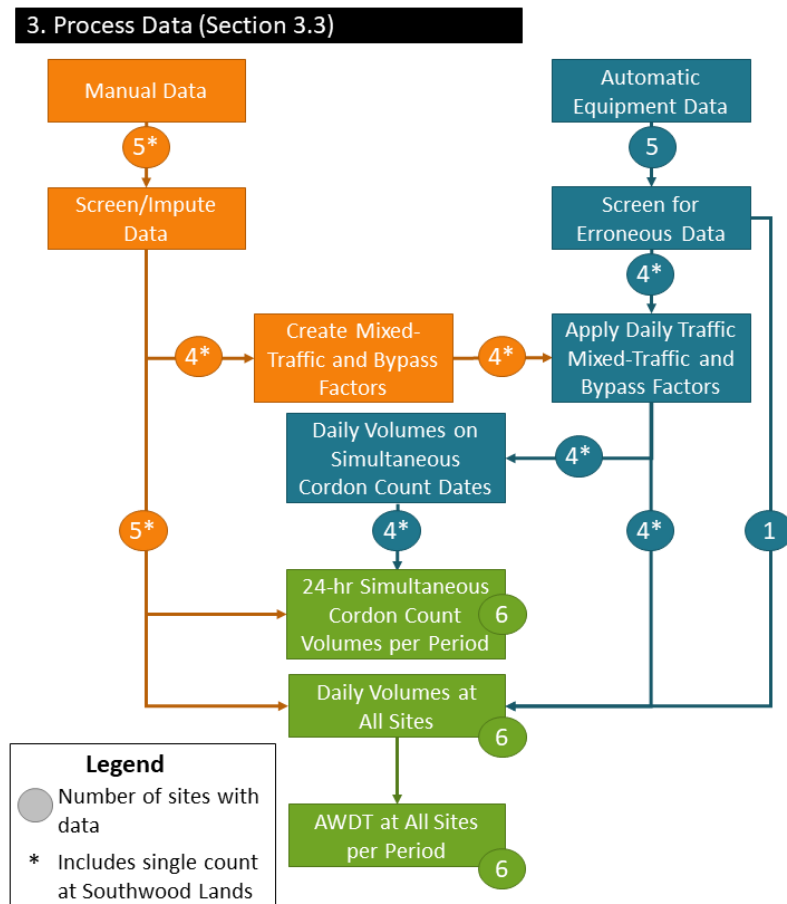 3. Process Data (Section 3.3)
Manual Data
Automatic
Equipment Data
5*
5
Screen/Impute
Data
Screen for
Erroneous Data
4*
Create Mixed-
Traffic and Bypass
Factors
4*
4*
Apply Daily Traffic
Mixed-Traffic and
Bypass Factors
Daily Volumes on
Simultaneous
Cordon Count Dates
4*
5*
4*
4*
1
24-hr Simultaneous
Cordon Count
Volumes per Period
6
Daily Volumes at
All Sites
6
AWDT at All Sites
per Period
6
Legend
Number of sites with
data
* Includes single count
at Southwood Lands